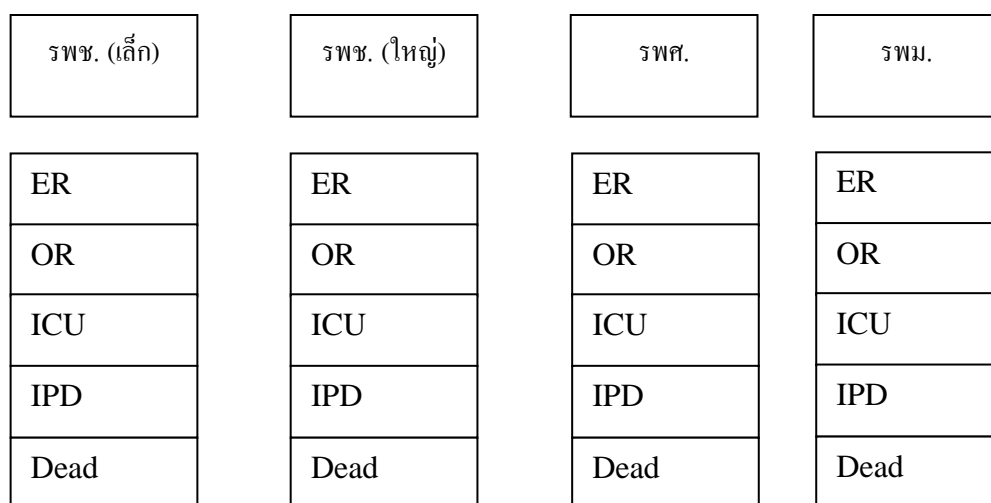 รพช. (เล็ก)
รพช. (ใหญ่)
รพศ.
รพม.
ER
ER
ER
ER
OR
OR
OR
OR
ICU
ICU
ICU
ICU
IPD
IPD
IPD
IPD
Dead
Dead
Dead
Dead